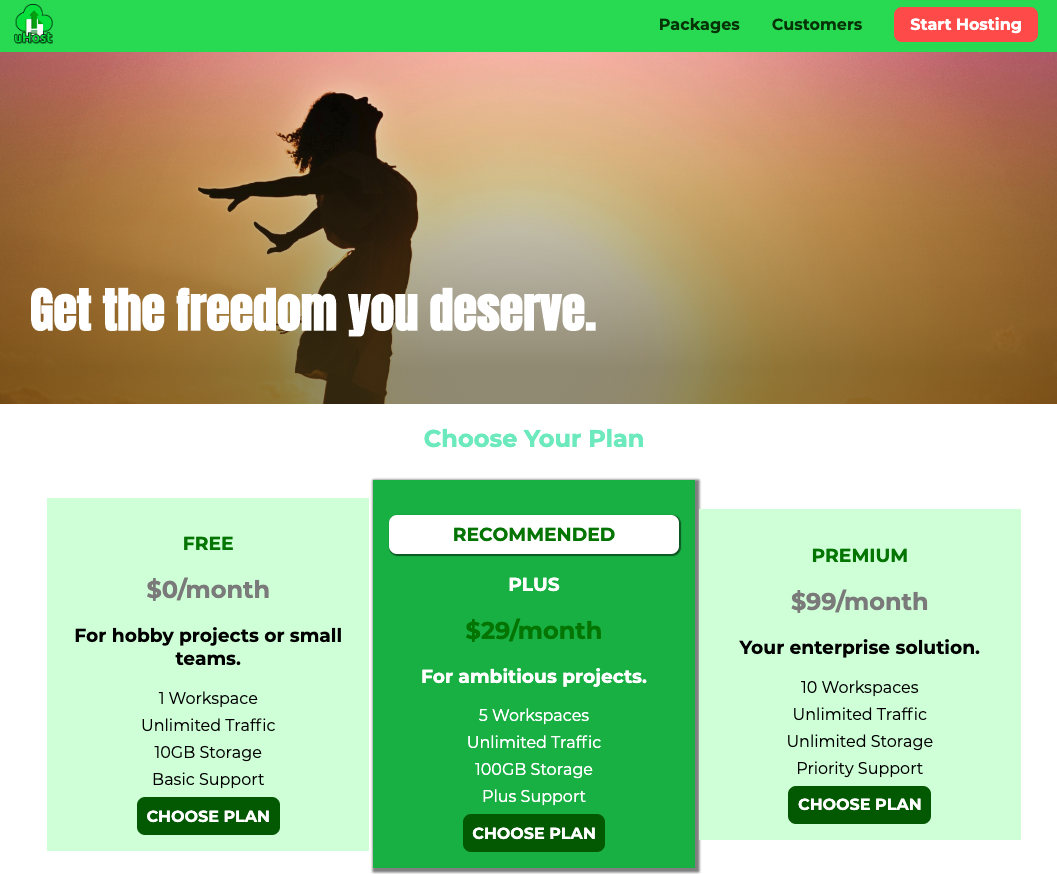 uHost
Packages
Customers
Start Hosting
Get the freedom you deserve.
Choose Your Plan
FREE
$0/month
For hobby projects or small
teams.
1 Workspace
Unlimited Traffic
10GB Storage
Basic Support
CHOOSE PLAN
RECOMMENDED
PLUS
$29/month
For ambitious projects.
5 Workspaces
Unlimited Traffic
100GB Storage
Plus Support
CHOOSE PLAN
PREMIUM
$99/month
Your enterprise solution.
10 Workspaces
Unlimited Traffic
Unlimited Storage
Priority Support
CHOOSE PLAN